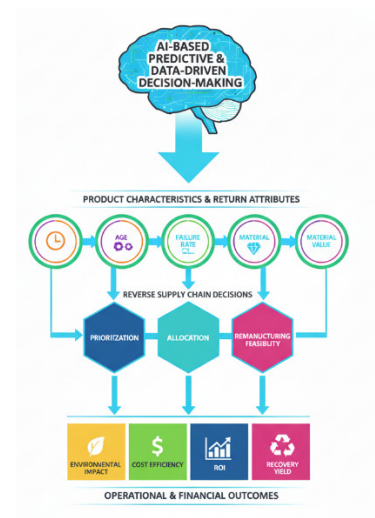 AI-BASED
PREDICTIVE &
DATA-DRIVEN
DECISION-MAKING
PRODUCT CHARACTERISTICS & RETURN ATTRIBUTES
AGE
FAILURE
RATE
MATERIAL
MATERIAL
VALUE
REVERSE SUPPLY CHAIN DECISIONS
PRIORITIZATION
ALLOCATION
REMANUCTURING
FEASIBILITY
ENVIRONMENTAL
IMPACT
$
COST EFFICIENCY
ROI
RECOVERY
YIELD
OPERATIONAL & FINANCIAL OUTCOMES